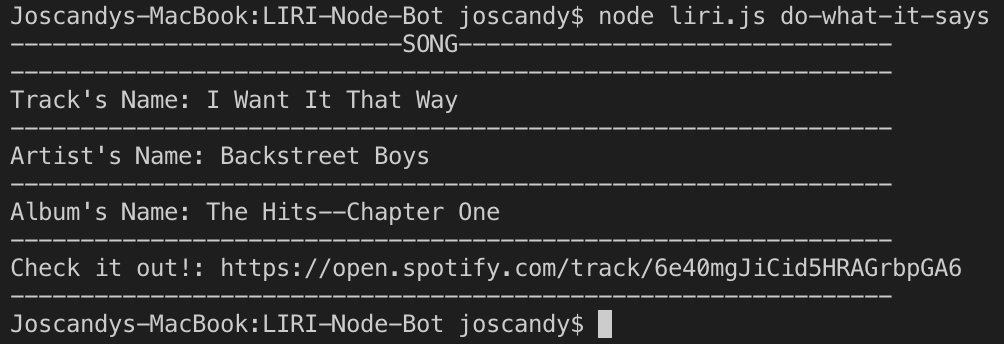 Joscandys-MacBook:LIRI-Node-Bot joscandy$ node liri.js do-what-it-says
----------------------------SONG-------------------------------
---------------------------------------------------------------
Track's Name: I Want It That Way
---------------------------------------------------------------
Artist's Name: Backstreet Boys
---------------------------------------------------------------
Album's Name: The Hits--Chapter One
---------------------------------------------------------------
Check it out!: https://open.spotify.com/track/6e40mgJiCid5HRAGrbpGA6
---------------------------------------------------------------
Joscandys-MacBook:LIRI-Node-Bot joscandy$